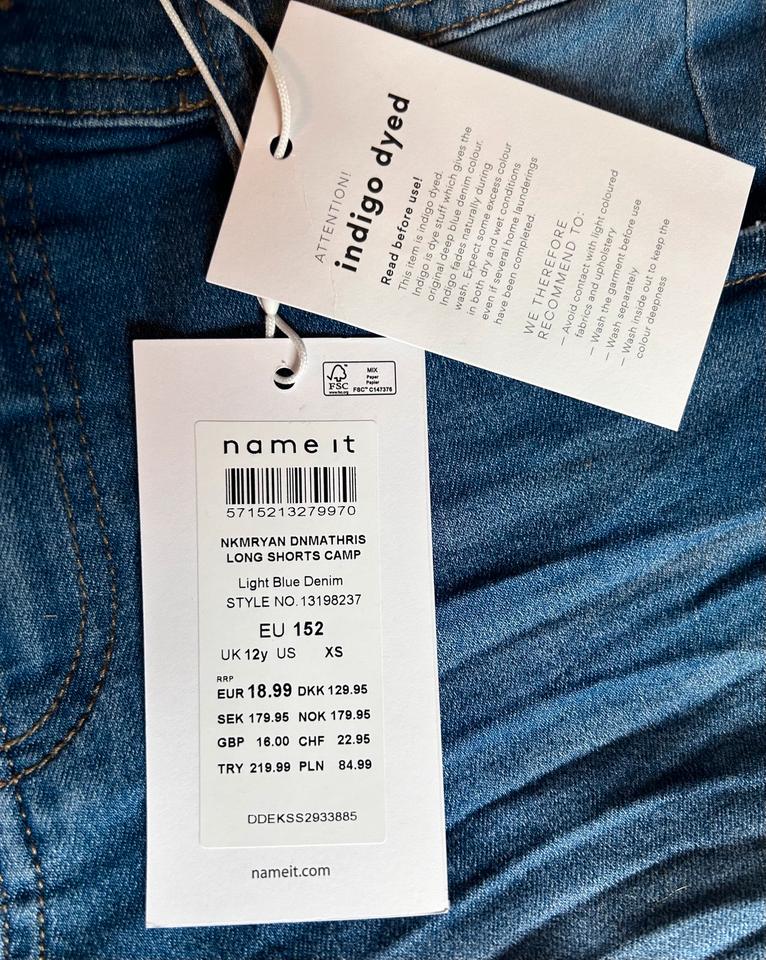 ATTENTION!
indigo dyed
Read before use!
This item is indigo dyed.
Indigo is dye stuff which gives the
original deep blue denim colour.
Indigo fades naturally during
wash. Expect some excess colour
in both dry and wet conditions
even if several home launderings
have been completed.
WE THEREFORE
RECOMMEND TO:
– Avoid contact with light coloured
fabrics and upholstery
– Wash the garment before use
– Wash separately
– Wash inside out to keep the
colour deepness
FSC
www.fsc.org
MIX
Paper
Papier
FSC™ C147376
name it
5715213279970
NKMRYAN DNMATHRIS
LONG SHORTS CAMP
Light Blue Denim
STYLE NO. 13198237
EU 152
UK 12y US XS
RRP
EUR 18.99 DKK 129.95
SEK 179.95 NOK 179.95
GBP 16.00 CHF 22.95
TRY 219.99 PLN 84.99
DDEKSS2933885
nameit.com